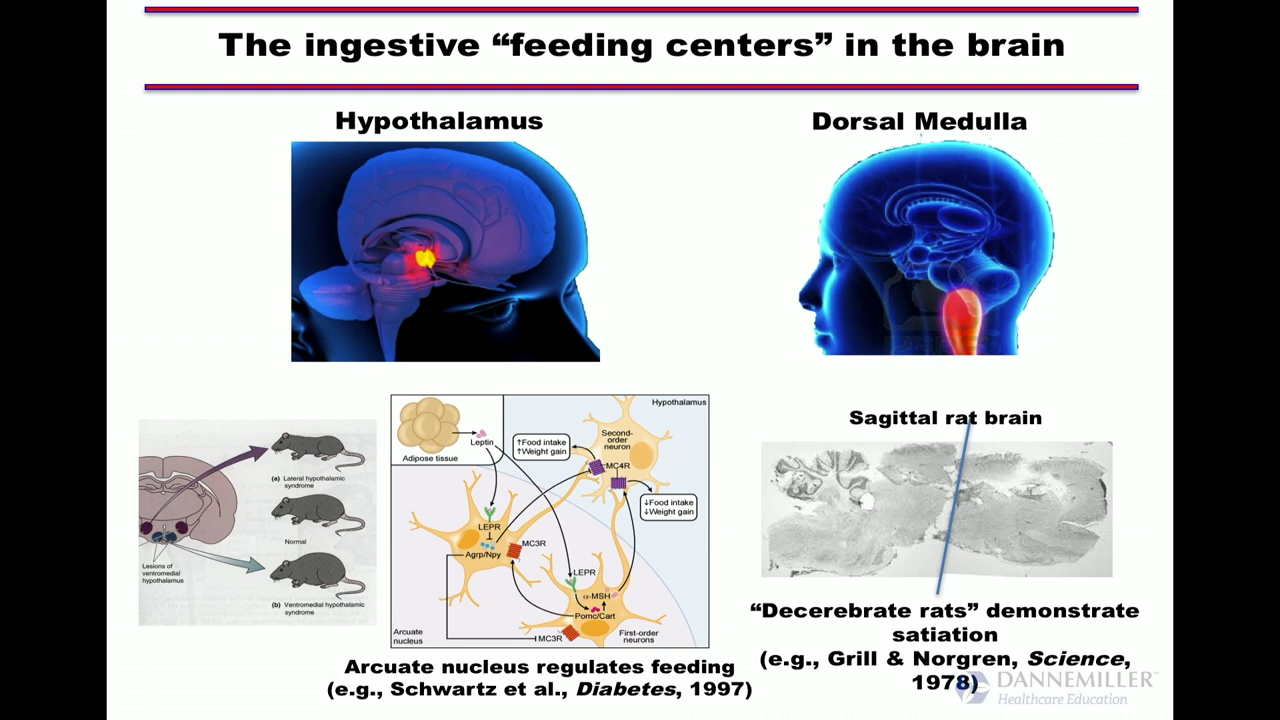 The ingestive “feeding centers” in the brain
Hypothalamus
Dorsal Medulla
Lesions of
ventromedial
hypothalamus
(a) Lateral hypothalamic
syndrome
Normal
(b) Ventromedial hypothalamic
syndrome
Hypothalamus
Adipose tissue
Leptin
↑Food intake
↑Weight gain
Second-
order
neuron
MC4R
↓Food intake
↓Weight gain
LEPR
Agrp/Npy
MC3R
LEPR
α-MSH
Pomc/Cart
MC3R
Arcuate
nucleus
First-order
neurons
Arcuate nucleus regulates feeding
(e.g., Schwartz et al., Diabetes, 1997)
Sagittal rat brain
“Decerebrate rats” demonstrate
satiation
(e.g., Grill & Norgren, Science,
1978)
DANNEMILLER
Healthcare Education